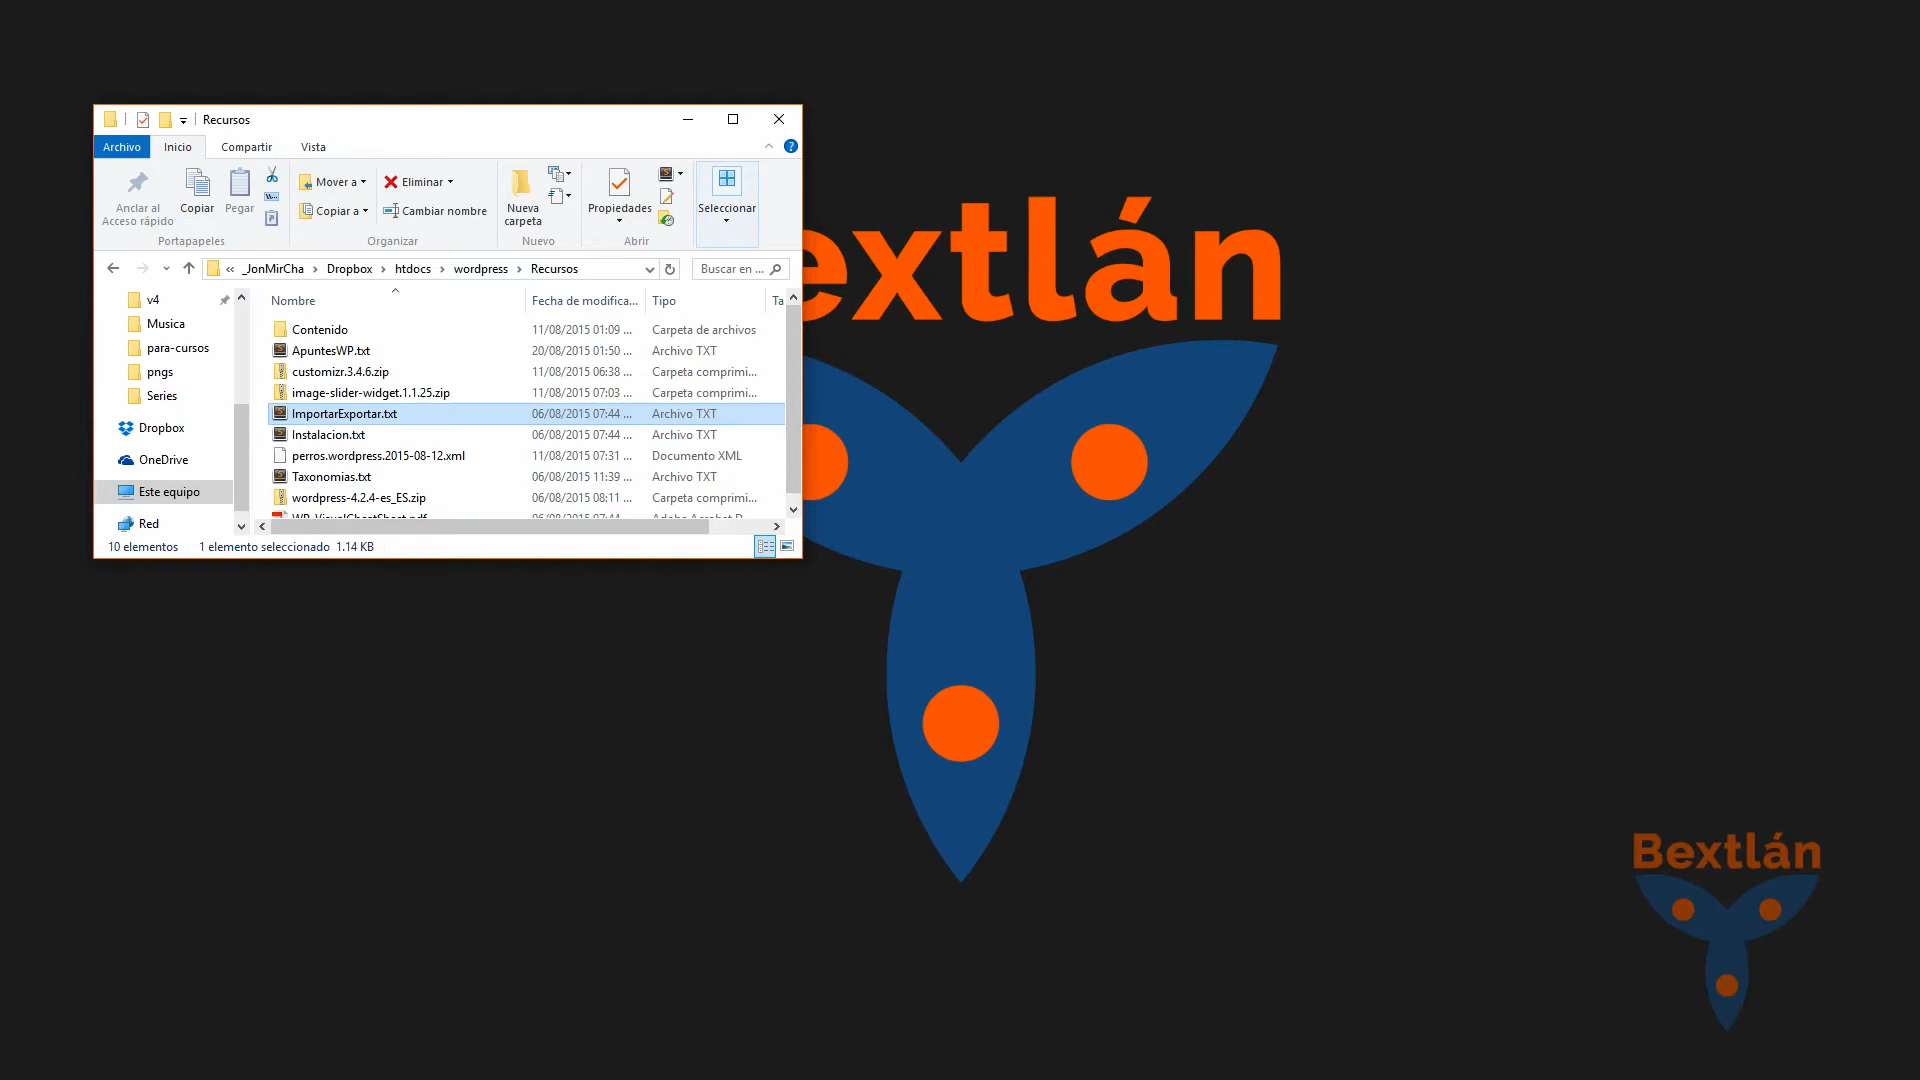 Recursos
Archivo Inicio Compartir Vista
Anclar al Acceso rápido
Copiar
Pegar
Mover a
Copiar a
Eliminar
Cambiar nombre
Nueva carpeta
Propiedades
Seleccionar
Portapapeles Organizar Nuevo Abrir
« _JonMirCha > Dropbox > htdocs > wordpress > Recursos
Buscar en ...
v4
Musica
para-cursos
pngs
Series
Dropbox
OneDrive
Este equipo
Red
Nombre Fecha de modifica... Tipo Ta
Contenido 11/08/2015 01:09 ... Carpeta de archivos
ApuntesWP.txt 20/08/2015 01:50 ... Archivo TXT
customizr.3.4.6.zip 11/08/2015 06:38 ... Carpeta comprimi...
image-slider-widget.1.1.25.zip 11/08/2015 07:03 ... Carpeta comprimi...
ImportarExportar.txt 06/08/2015 07:44 ... Archivo TXT
Instalacion.txt 06/08/2015 07:44 ... Archivo TXT
perros.wordpress.2015-08-12.xml 11/08/2015 07:31 ... Documento XML
Taxonomias.txt 06/08/2015 11:39 ... Archivo TXT
wordpress-4.2.4-es_ES.zip 06/08/2015 08:11 ... Carpeta comprimi...
10 elementos 1 elemento seleccionado 1.14 KB
extlán
Bextlán